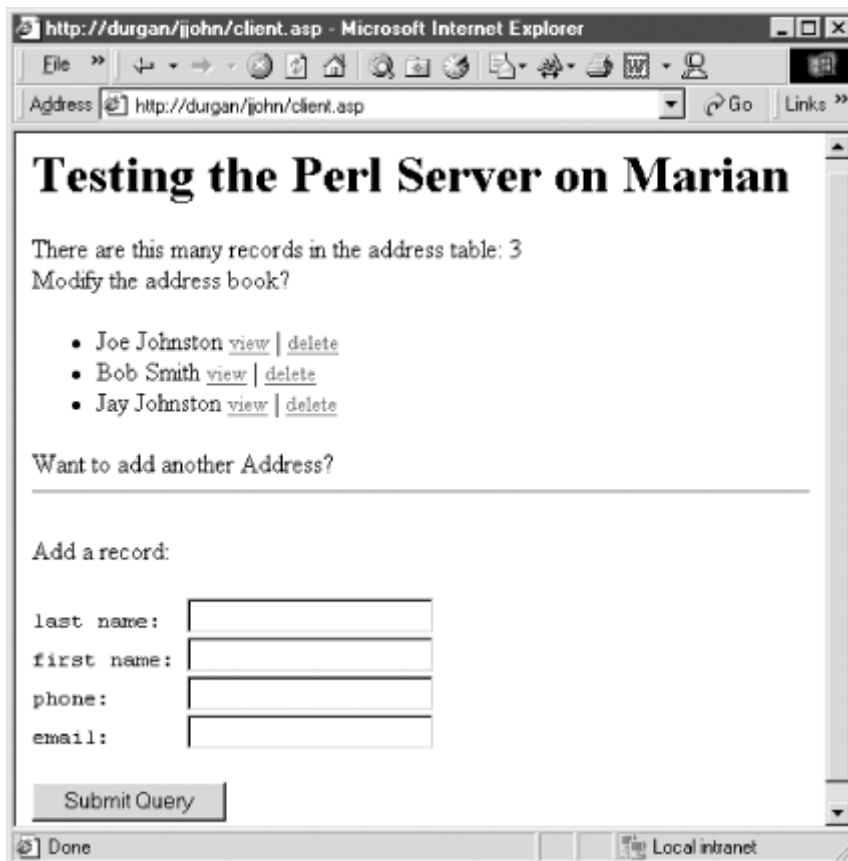 http://durgan/jjohn/client.asp - Microsoft Internet Explorer
File »
Address http://durgan/jjohn/client.asp Go Links »
Testing the Perl Server on Marian
There are this many records in the address table: 3
Modify the address book?
• Joe Johnston view | delete
• Bob Smith view | delete
• Jay Johnston view | delete
Want to add another Address?
Add a record:
last name:
first name:
phone:
email:
Submit Query
Done Local intranet